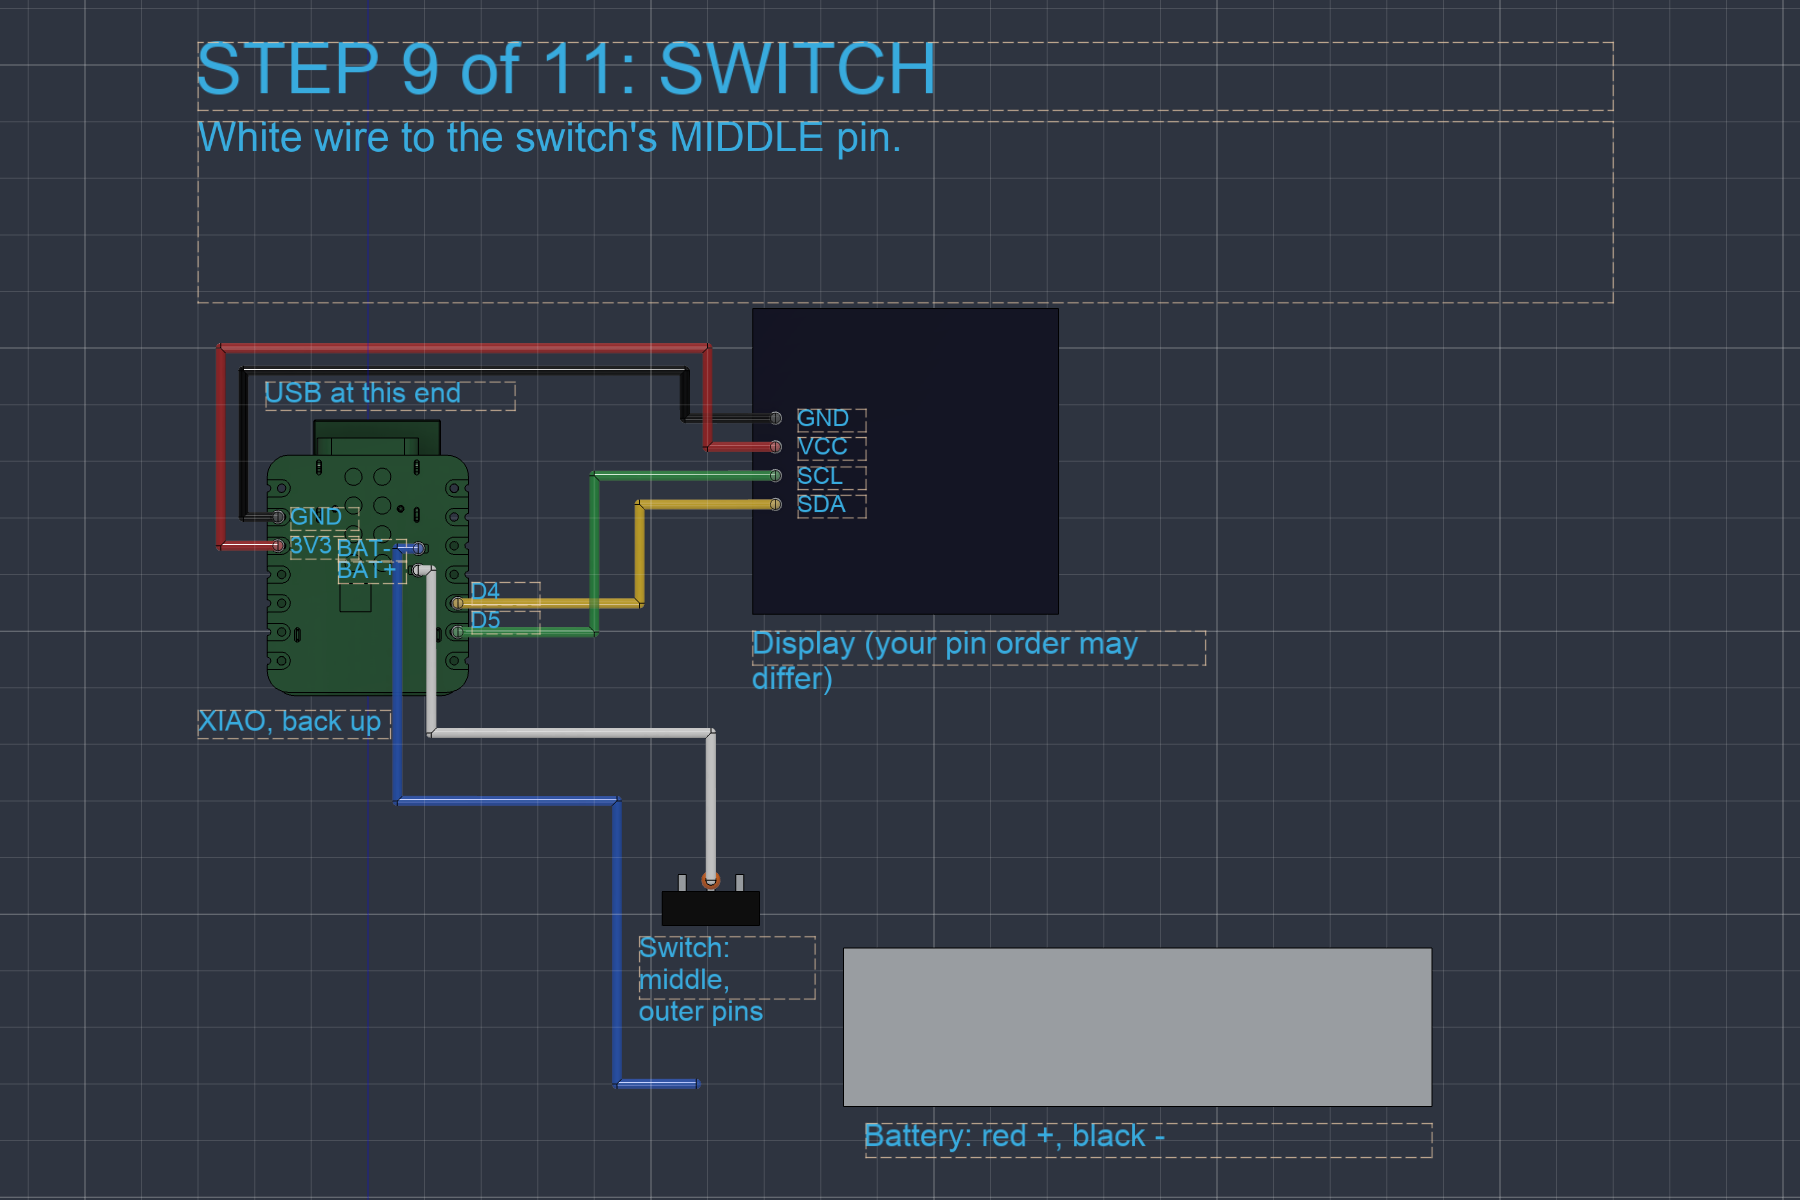 STEP 9 of 11: SWITCH
White wire to the switch's MIDDLE pin.
USB at this end
GND
VCC
SCL
SDA
GND
3V3
BAT-
BAT+
D4
D5
Display (your pin order may
differ)
XIAO, back up
Switch:
middle,
outer pins
Battery: red +, black -